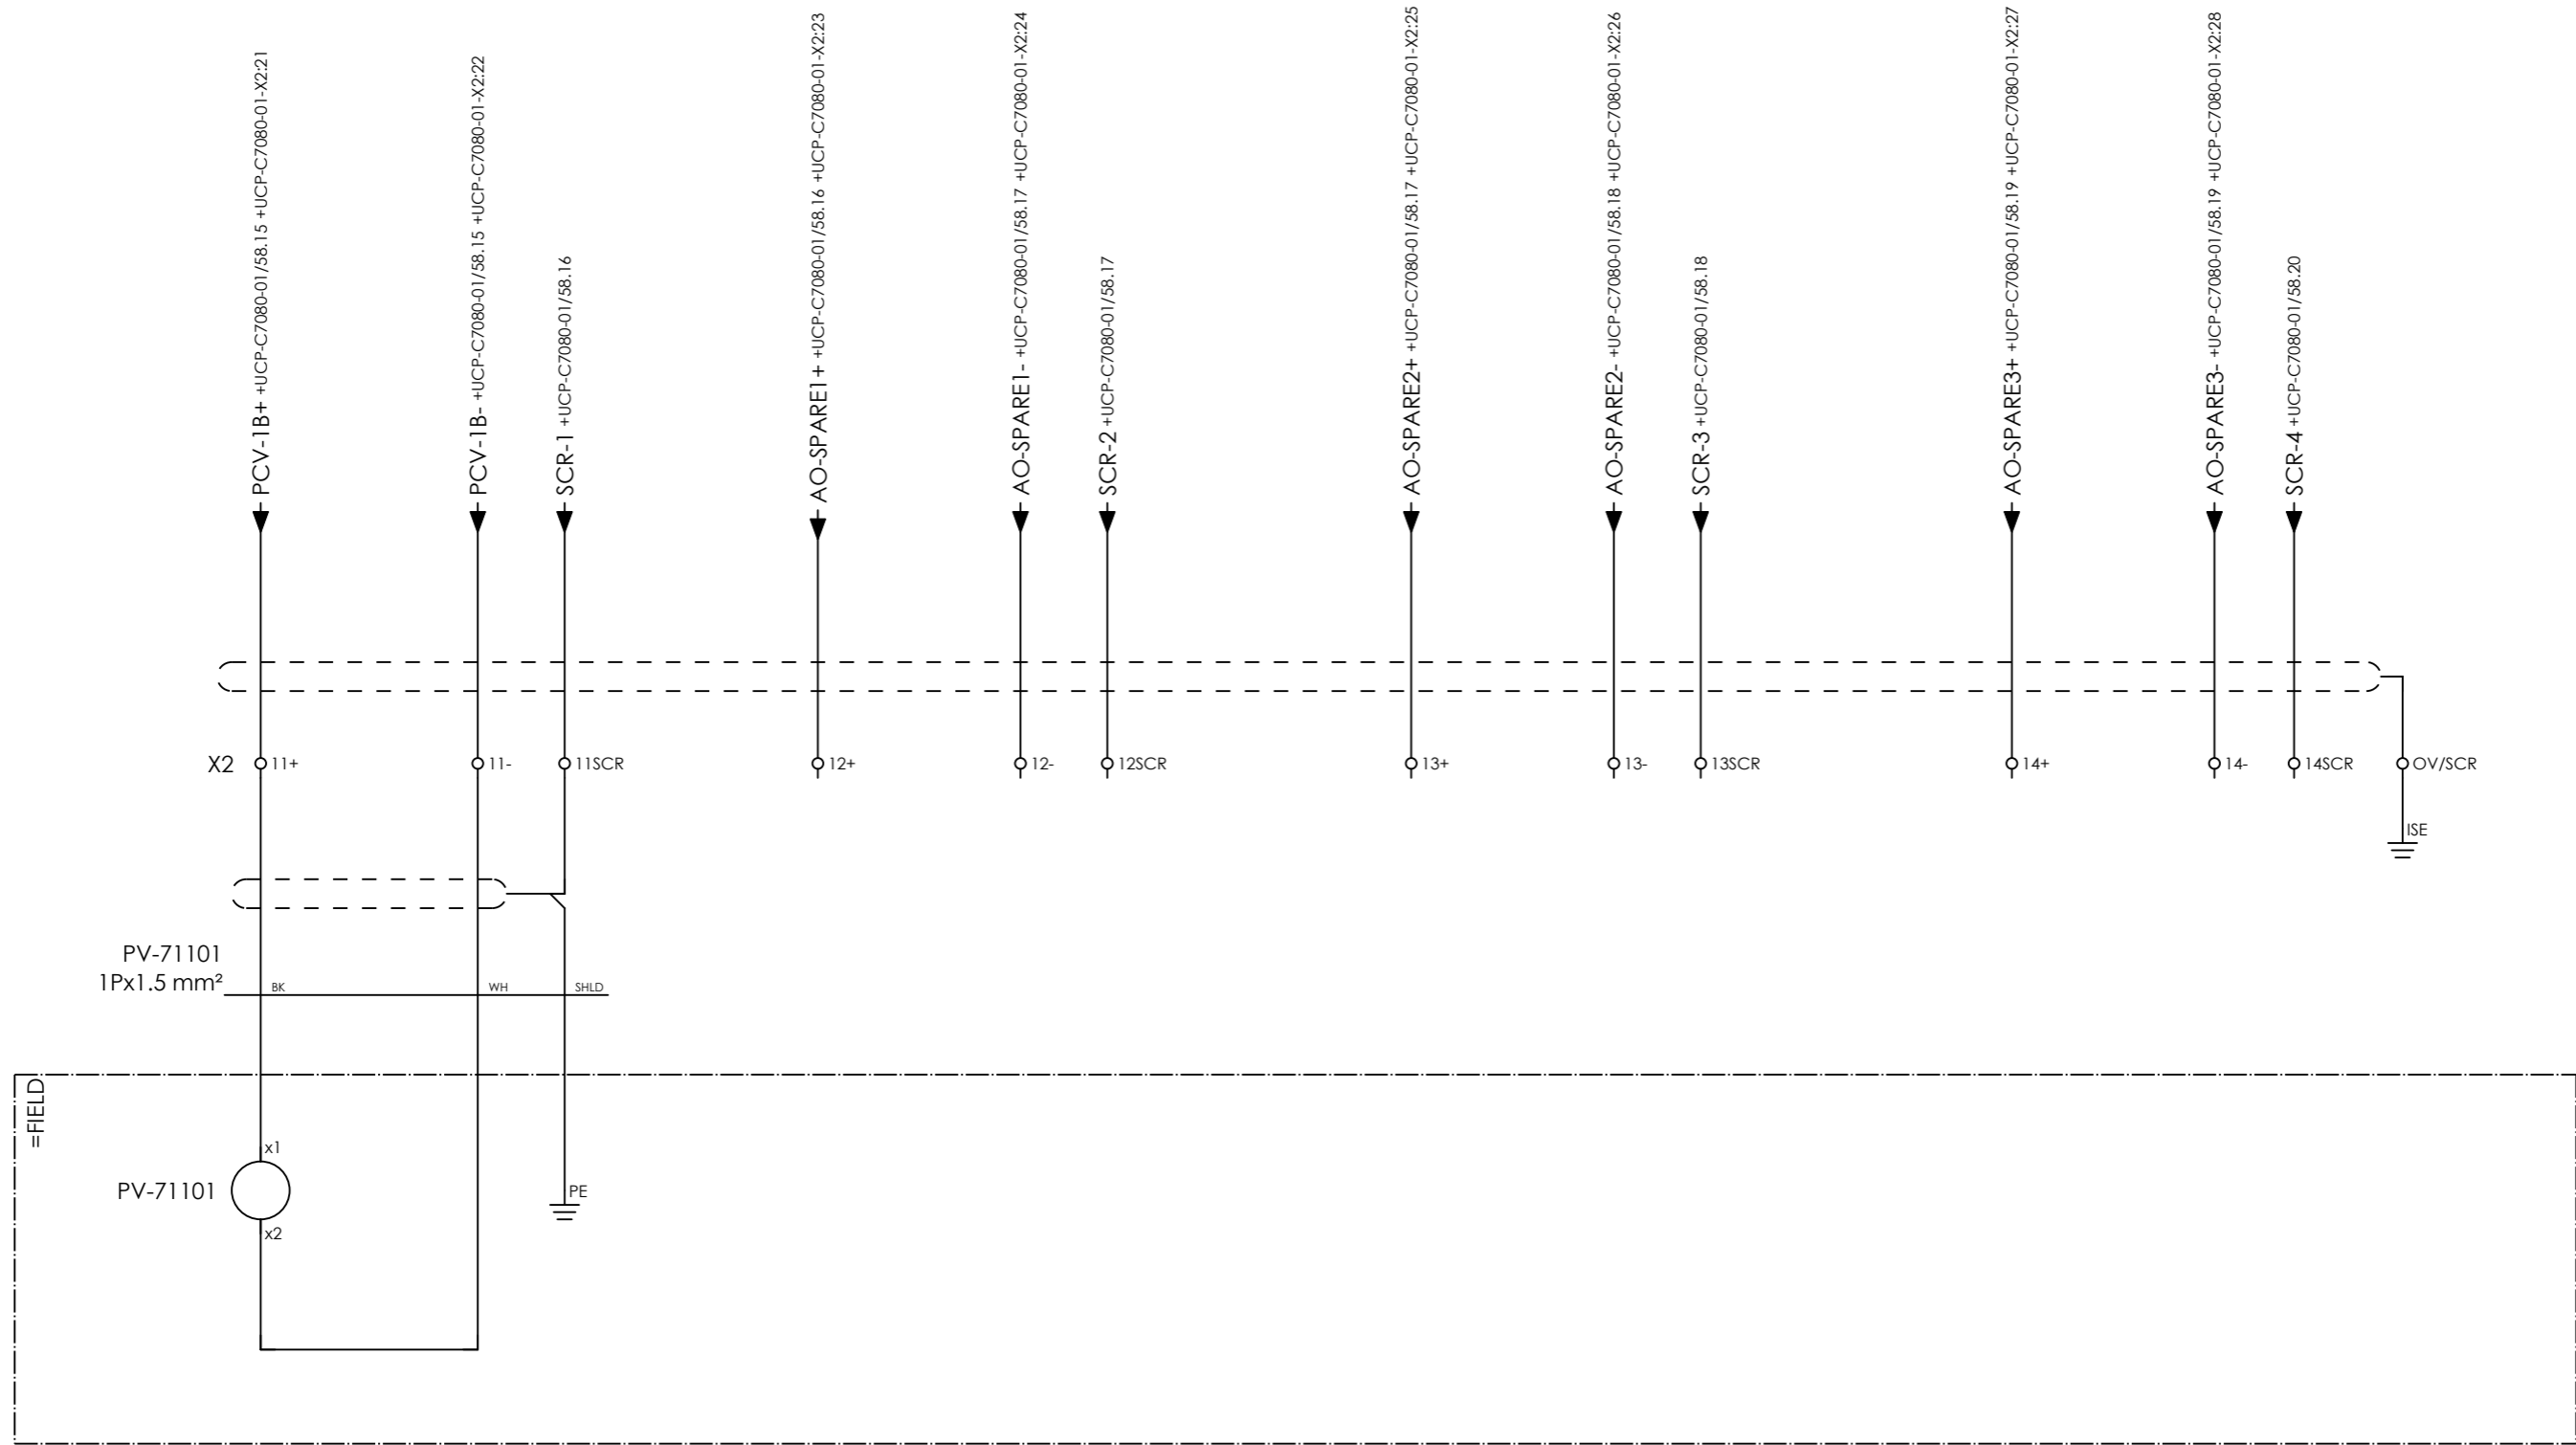 PCV-1B+ +UCP-C7080-01/58.15 +UCP-C7080-01-X2:21
PCV-1B- +UCP-C7080-01/58.15 +UCP-C7080-01-X2:22
SCR-1 +UCP-C7080-01/58.16
AO-SPARE1+ +UCP-C7080-01/58.16 +UCP-C7080-01-X2:23
AO-SPARE1- +UCP-C7080-01/58.17 +UCP-C7080-01-X2:24
SCR-2 +UCP-C7080-01/58.17
AO-SPARE2+ +UCP-C7080-01/58.17 +UCP-C7080-01-X2:25
AO-SPARE2- +UCP-C7080-01/58.18 +UCP-C7080-01-X2:26
SCR-3 +UCP-C7080-01/58.18
AO-SPARE3+ +UCP-C7080-01/58.19 +UCP-C7080-01-X2:27
AO-SPARE3- +UCP-C7080-01/58.19 +UCP-C7080-01-X2:28
SCR-4 +UCP-C7080-01/58.20
X2
11+
11-
11SCR
12+
12-
12SCR
13+
13-
13SCR
14+
14-
14SCR
OV/SCR
ISE
PV-71101
1Px1.5 mm²
BK
WH
SHLD
=FIELD
x1
PV-71101
x2
PE